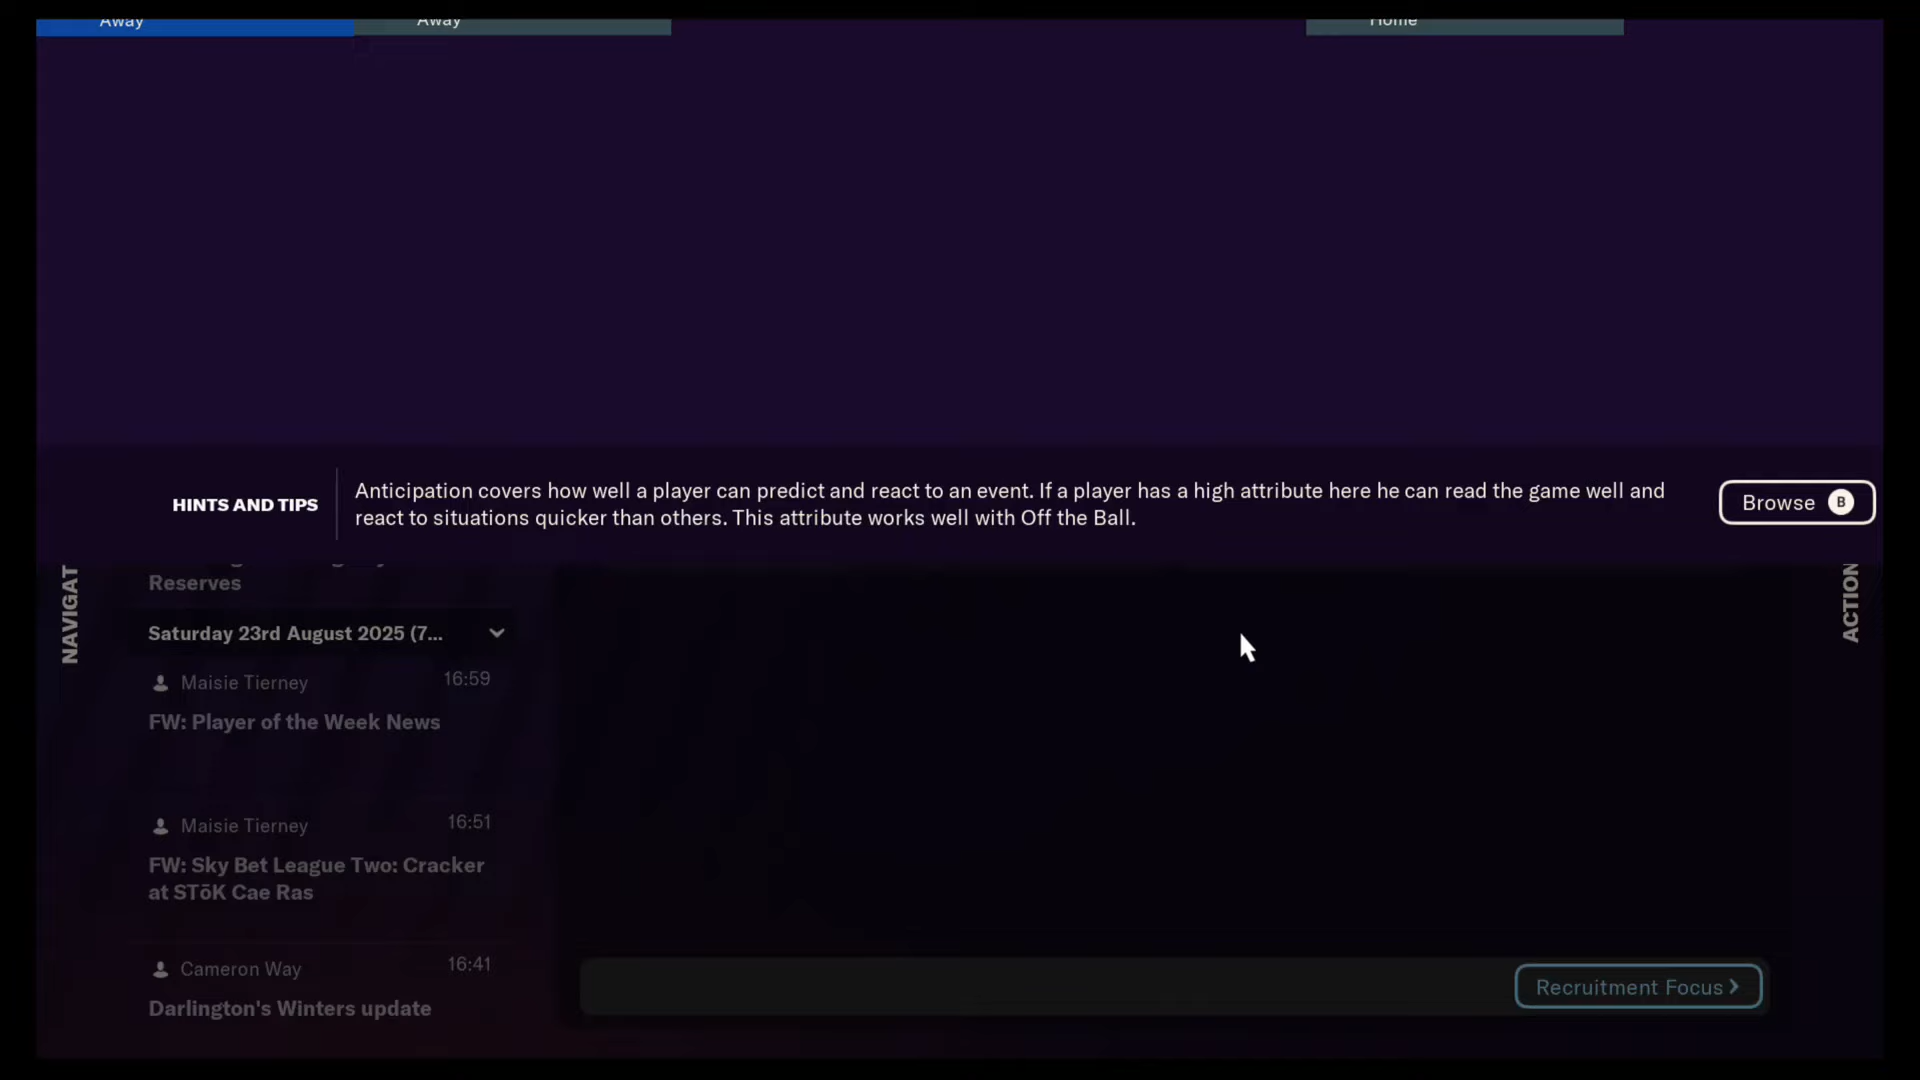 Away
Away
Home
HINTS AND TIPS
Anticipation covers how well a player can predict and react to an event. If a player has a high attribute here he can read the game well and
react to situations quicker than others. This attribute works well with Off the Ball.
Browse B
NAVIGAT
ACTION
Reserves
Saturday 23rd August 2025 (7...
Maisie Tierney 16:59
FW: Player of the Week News
Maisie Tierney 16:51
FW: Sky Bet League Two: Cracker
at STōK Cae Ras
Cameron Way 16:41
Darlington's Winters update
Recruitment Focus